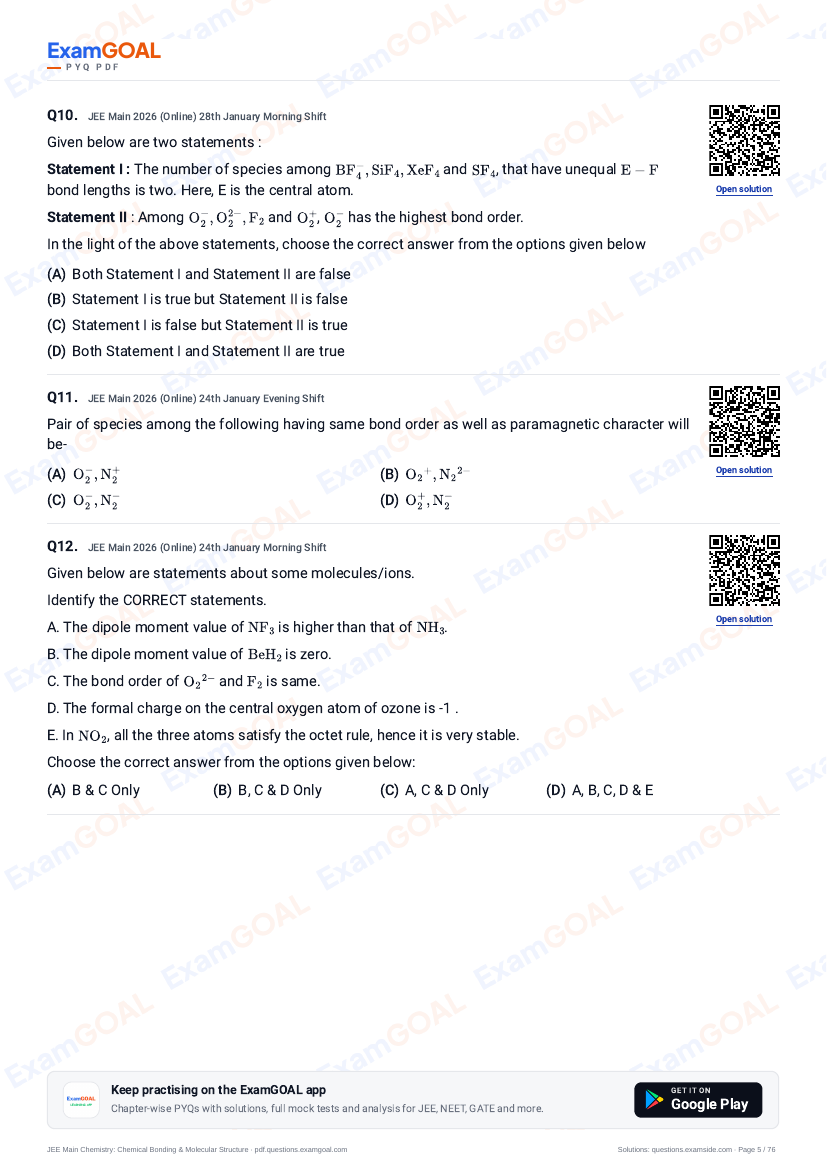 ExamGOAL
PYQ PDF
Q10. JEE Main 2026 (Online) 28th January Morning Shift
Given below are two statements :
Statement I : The number of species among BF₄⁻, SiF₄, XeF₄ and SF₄, that have unequal E − F
bond lengths is two. Here, E is the central atom.
Statement II : Among O₂⁻, O₂²⁻, F₂ and O₂⁺, O₂⁻ has the highest bond order.
In the light of the above statements, choose the correct answer from the options given below
(A) Both Statement I and Statement II are false
(B) Statement I is true but Statement II is false
(C) Statement I is false but Statement II is true
(D) Both Statement I and Statement II are true
Open solution
Q11. JEE Main 2026 (Online) 24th January Evening Shift
Pair of species among the following having same bond order as well as paramagnetic character will
be-
(A) O₂⁻, N₂⁺ (B) O₂⁺, N₂²⁻
(C) O₂⁻, N₂⁻ (D) O₂⁺, N₂⁻
Open solution
Q12. JEE Main 2026 (Online) 24th January Morning Shift
Given below are statements about some molecules/ions.
Identify the CORRECT statements.
A. The dipole moment value of NF₃ is higher than that of NH₃.
B. The dipole moment value of BeH₂ is zero.
C. The bond order of O₂²⁻ and F₂ is same.
D. The formal charge on the central oxygen atom of ozone is -1 .
E. In NO₂, all the three atoms satisfy the octet rule, hence it is very stable.
Choose the correct answer from the options given below:
(A) B & C Only (B) B, C & D Only (C) A, C & D Only (D) A, B, C, D & E
Open solution
ExamGOAL
Keep practising on the ExamGOAL app
Chapter-wise PYQs with solutions, full mock tests and analysis for JEE, NEET, GATE and more.
GET IT ON
Google Play
JEE Main Chemistry: Chemical Bonding & Molecular Structure · pdf.questions.examgoal.com
Solutions: questions.examside.com · Page 5 / 76